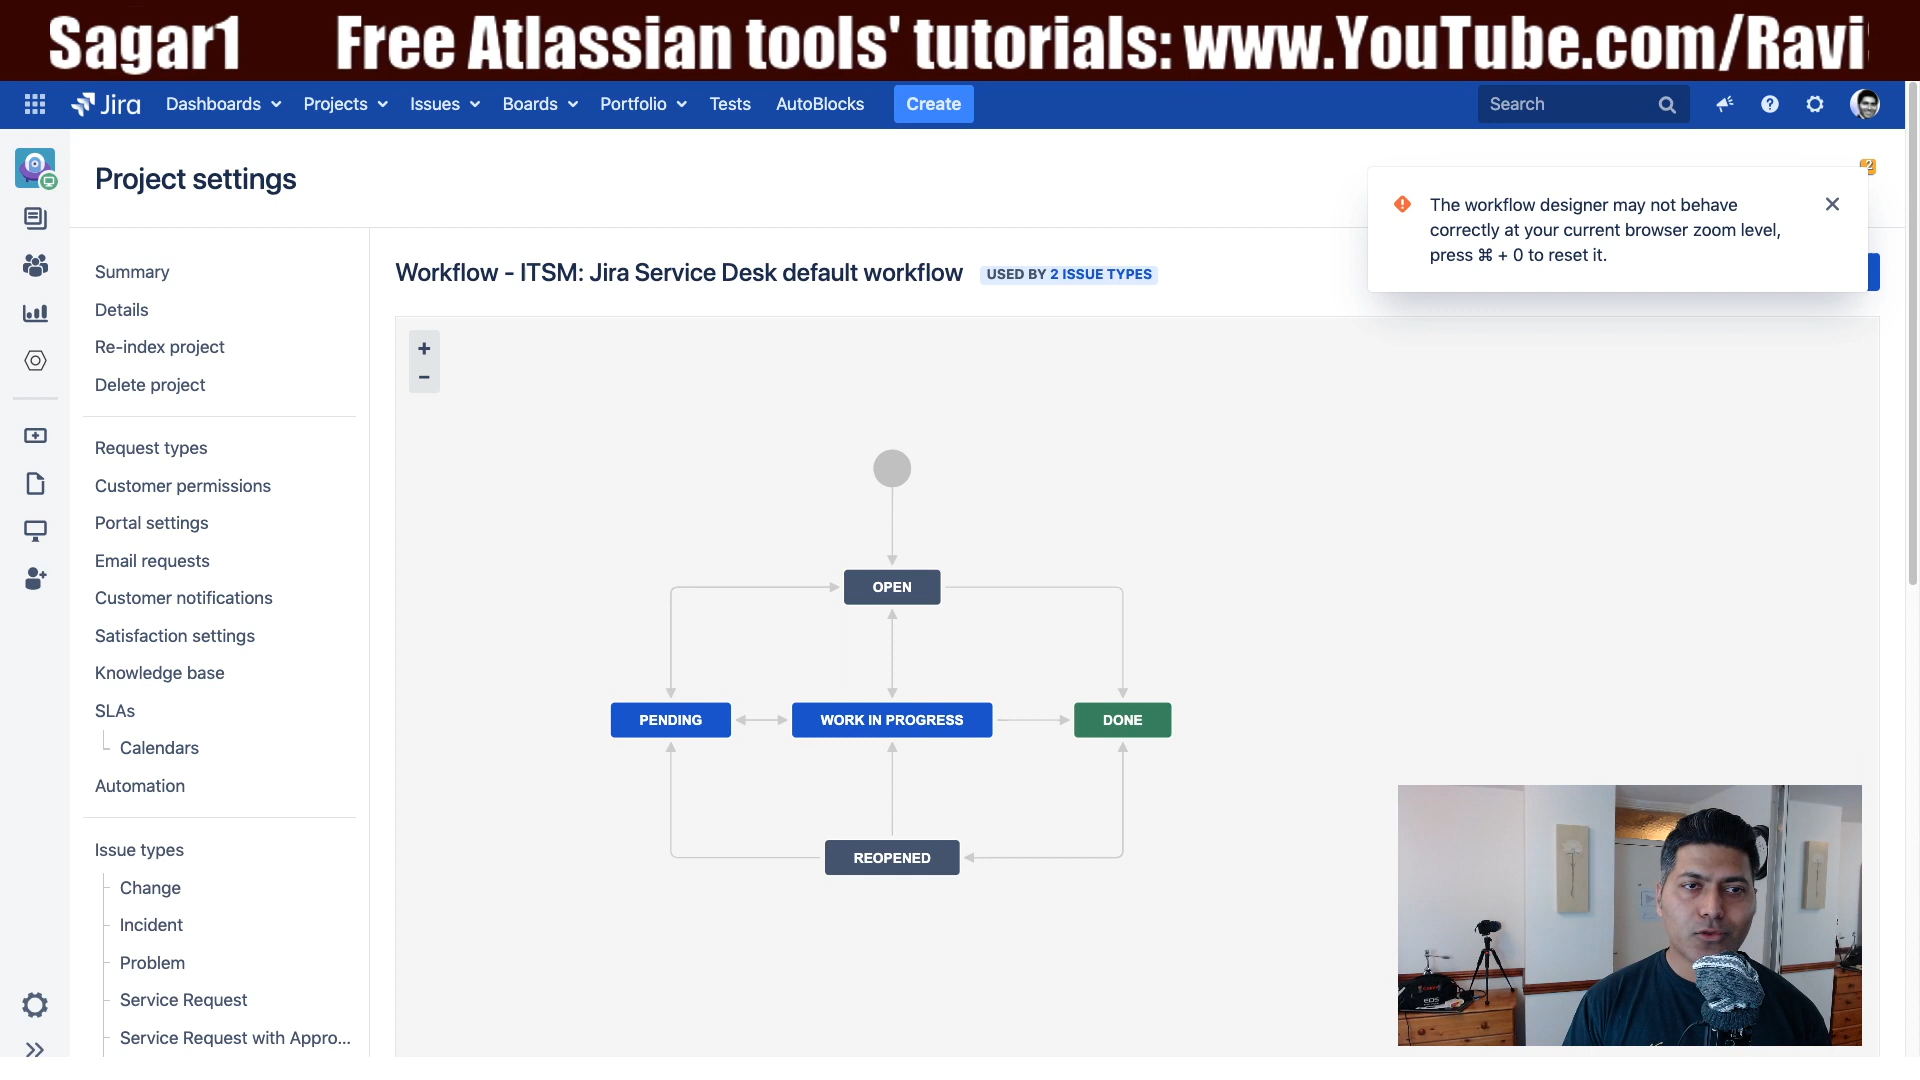 Sagar1 Free Atlassian tools' tutorials: www.YouTube.com/Ravi
Jira Dashboards Projects Issues Boards Portfolio Tests AutoBlocks Create Search
Project settings
The workflow designer may not behave
correctly at your current browser zoom level,
press ⌘ + 0 to reset it.
Workflow - ITSM: Jira Service Desk default workflow USED BY 2 ISSUE TYPES
Summary
Details
Re-index project
Delete project
Request types
Customer permissions
Portal settings
Email requests
Customer notifications
Satisfaction settings
Knowledge base
SLAs
Calendars
Automation
Issue types
Change
Incident
Problem
Service Request
Service Request with Appro...
+
−
OPEN
PENDING WORK IN PROGRESS DONE
REOPENED
EOS